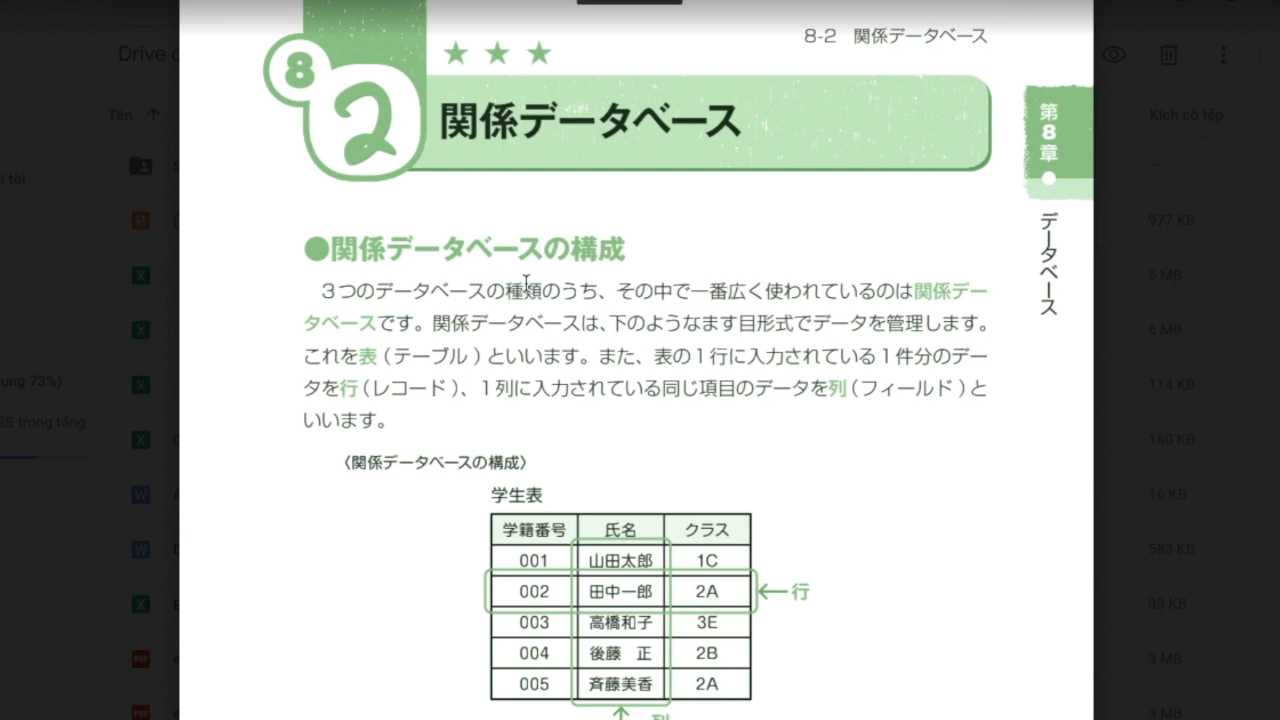 8-2 関係データベース
Drive c
8
2
★ ★ ★
関係データベース
第8章
データベース
Tên ↑
Kích cỡ tệp
ới tôi
977 KB
6 MB
6 MB
ụng 73%)
114 KB
GB trong tổng
180 KB
16 KB
583 KB
89 KB
3 MB
3 MB
●関係データベースの構成
3つのデータベースの種類のうち、その中で一番広く使われているのは関係デー
タベースです。関係データベースは、下のようなます目形式でデータを管理します。
これを表(テーブル)といいます。また、表の1行に入力されている1件分のデー
タを行(レコード)、1列に入力されている同じ項目のデータを列(フィールド)と
いいます。
〈関係データベースの構成〉
学生表
学籍番号 氏名 クラス
001 山田太郎 1C
002 田中一郎 2A ←行
003 高橋和子 3E
004 後藤 正 2B
005 斉藤美香 2A
↑ 列